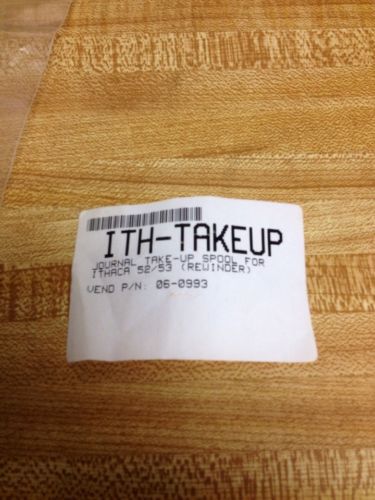 ITH-TAKEUP
JOURNAL TAKE-UP SPOOL FOR
ITHACA 52/53 (REWINDER)
VEND P/N: 06-0993